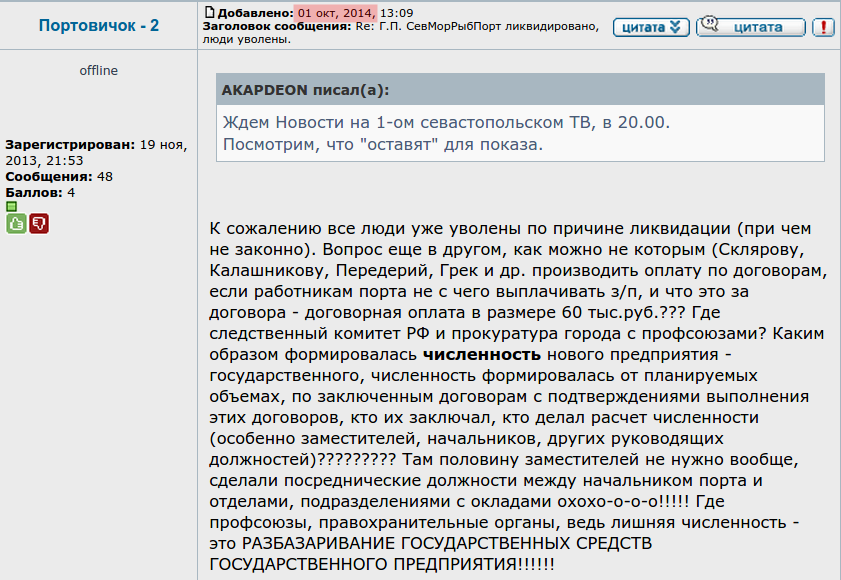 Портовичок - 2
Добавлено: 01 окт, 2014, 13:09
Заголовок сообщения: Re: Г.П. СевМорРыбПорт ликвидировано,
люди уволены.
цитата
цитата
offline
Зарегистрирован: 19 ноя,
2013, 21:53
Сообщения: 48
Баллов: 4
AKAPDEON писал(а):
Ждем Новости на 1-ом севастопольском ТВ, в 20.00.
Посмотрим, что "оставят" для показа.
К сожалению все люди уже уволены по причине ликвидации (при чем
не законно). Вопрос еще в другом, как можно не которым (Склярову,
Калашникову, Передерий, Грек и др. производить оплату по договорам,
если работникам порта не с чего выплачивать з/п, и что это за
договора - договорная оплата в размере 60 тыс.руб.??? Где
следственный комитет РФ и прокуратура города с профсоюзами? Каким
образом формировалась численность нового предприятия -
государственного, численность формировалась от планируемых
объемах, по заключенным договорам с подтверждениями выполнения
этих договоров, кто их заключал, кто делал расчет численности
(особенно заместителей, начальников, других руководящих
должностей)????????? Там половину заместителей не нужно вообще,
сделали посреднические должности между начальником порта и
отделами, подразделениями с окладами охохо-о-о-о!!!!! Где
профсоюзы, правохранительные органы, ведь лишняя численность -
это РАЗБАЗАРИВАНИЕ ГОСУДАРСТВЕННЫХ СРЕДСТВ
ГОСУДАРСТВЕННОГО ПРЕДПРИЯТИЯ!!!!!!